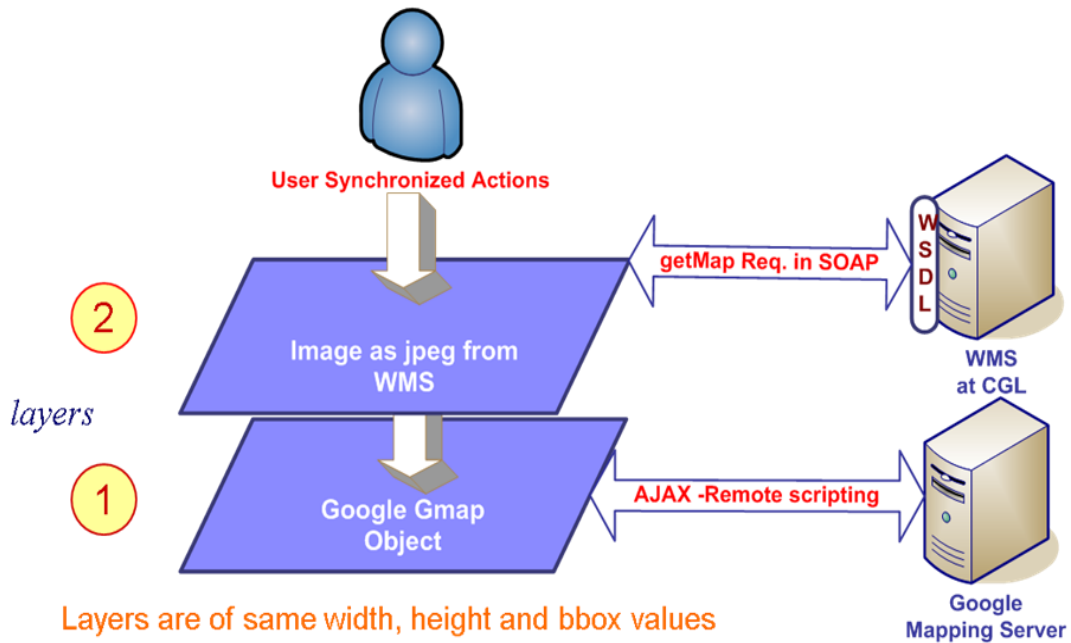 User Synchronized Actions
getMap Req. in SOAP
WSDL
2
Image as jpeg from
WMS
WMS
at CGL
layers
1
Google Gmap
Object
AJAX -Remote scripting
Google
Mapping Server
Layers are of same width, height and bbox values